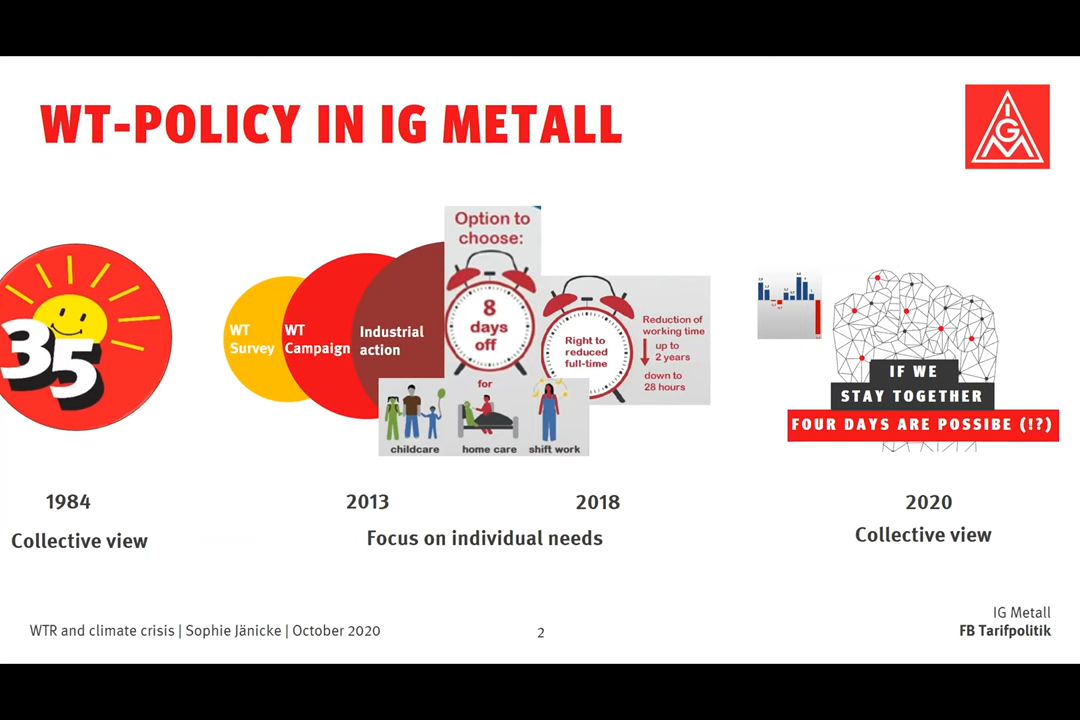 WT-POLICY IN IG METALL
IGM
35
WT
Survey
WT
Campaign
Industrial
action
Option to
choose:
8
days
off
for
childcare
home care
shift work
Right to
reduced
full-time
Reduction of
working time
up to
2 years
down to
28 hours
IF WE
STAY TOGETHER
FOUR DAYS ARE POSSIBE (!?)
1984
Collective view
2013
2018
Focus on individual needs
2020
Collective view
WTR and climate crisis | Sophie Jänicke | October 2020
2
IG Metall
FB Tarifpolitik